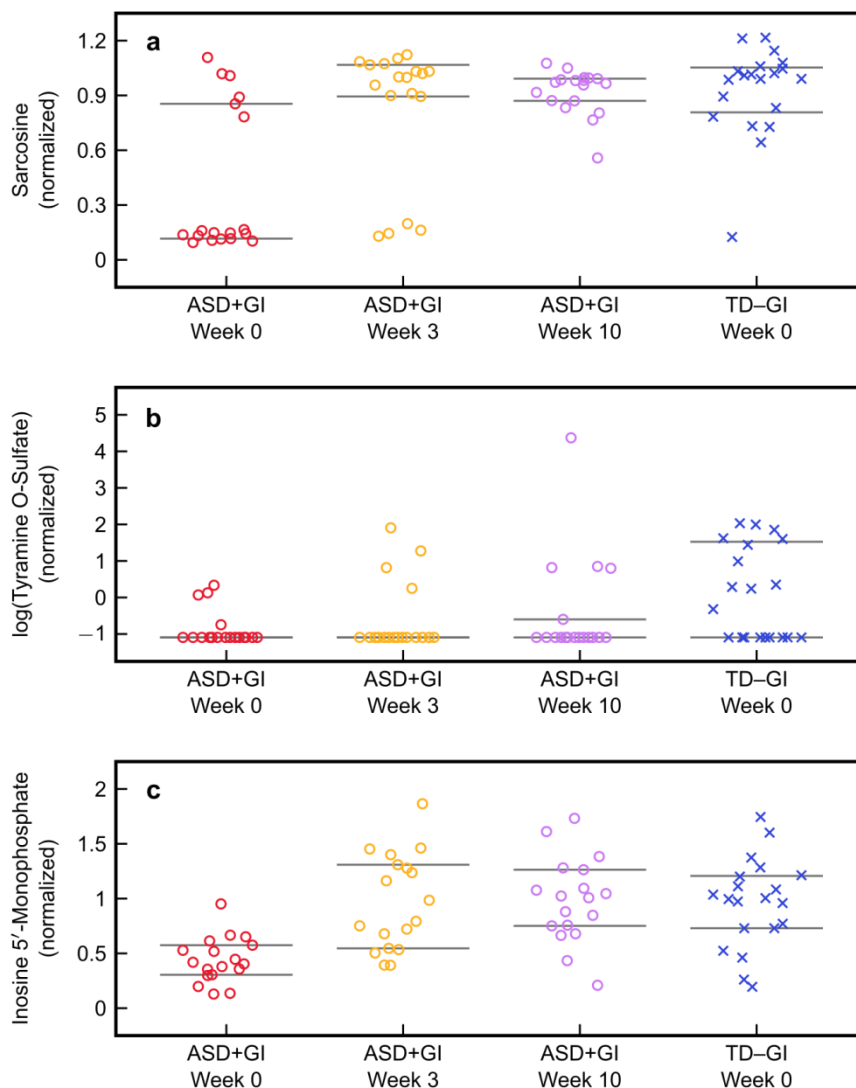 a
Sarcosine
(normalized)
1.2
0.9
0.6
0.3
0
ASD+GI
Week 0
ASD+GI
Week 3
ASD+GI
Week 10
TD–GI
Week 0
b
log(Tyramine O-Sulfate)
(normalized)
5
4
3
2
1
0
−1
ASD+GI
Week 0
ASD+GI
Week 3
ASD+GI
Week 10
TD–GI
Week 0
c
Inosine 5′-Monophosphate
(normalized)
2
1.5
1
0.5
0
ASD+GI
Week 0
ASD+GI
Week 3
ASD+GI
Week 10
TD–GI
Week 0